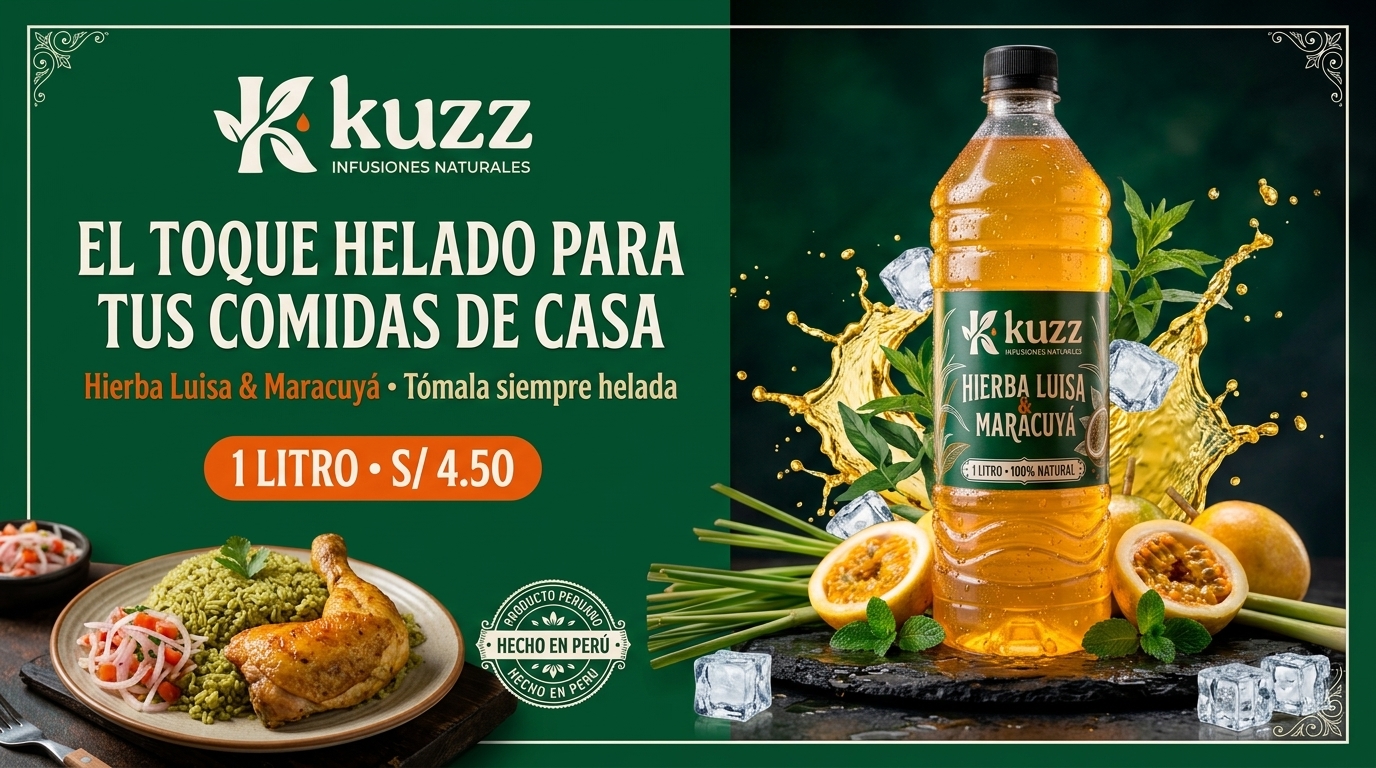 kuzz
INFUSIONES NATURALES
EL TOQUE HELADO PARA
TUS COMIDAS DE CASA
Hierba Luisa & Maracuyá • Tómala siempre helada
1 LITRO • S/ 4.50
PRODUCTO PERUANO
• HECHO EN PERÚ •
HECHO EN PERÚ
kuzz
INFUSIONES NATURALES
HIERBA LUISA
&
MARACUYÁ
1 LITRO • 100% NATURAL